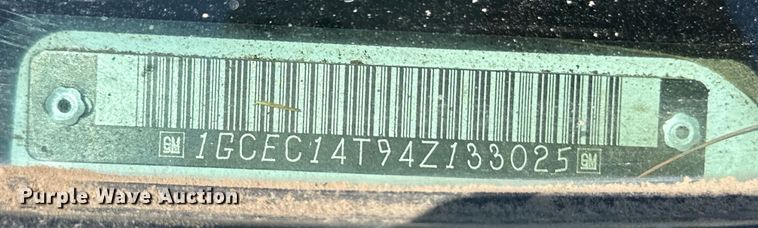 GM 1GCEC14T94Z133025 GM
Purple Wave Auction